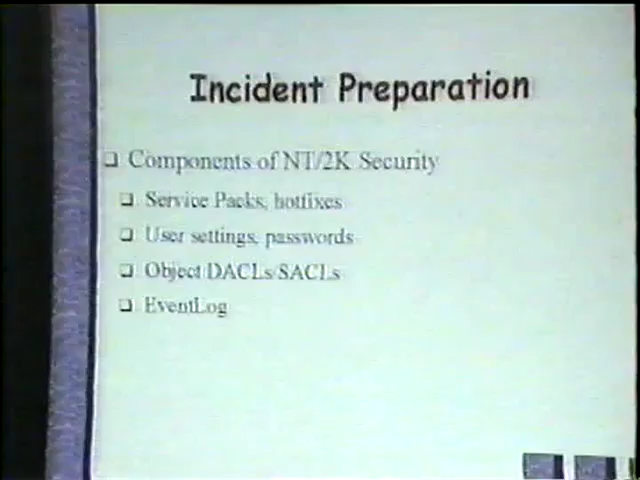 Incident Preparation
Components of NT/2K Security
Service Packs, hotfixes
User settings, passwords
Object DACLs/SACLs
EventLog